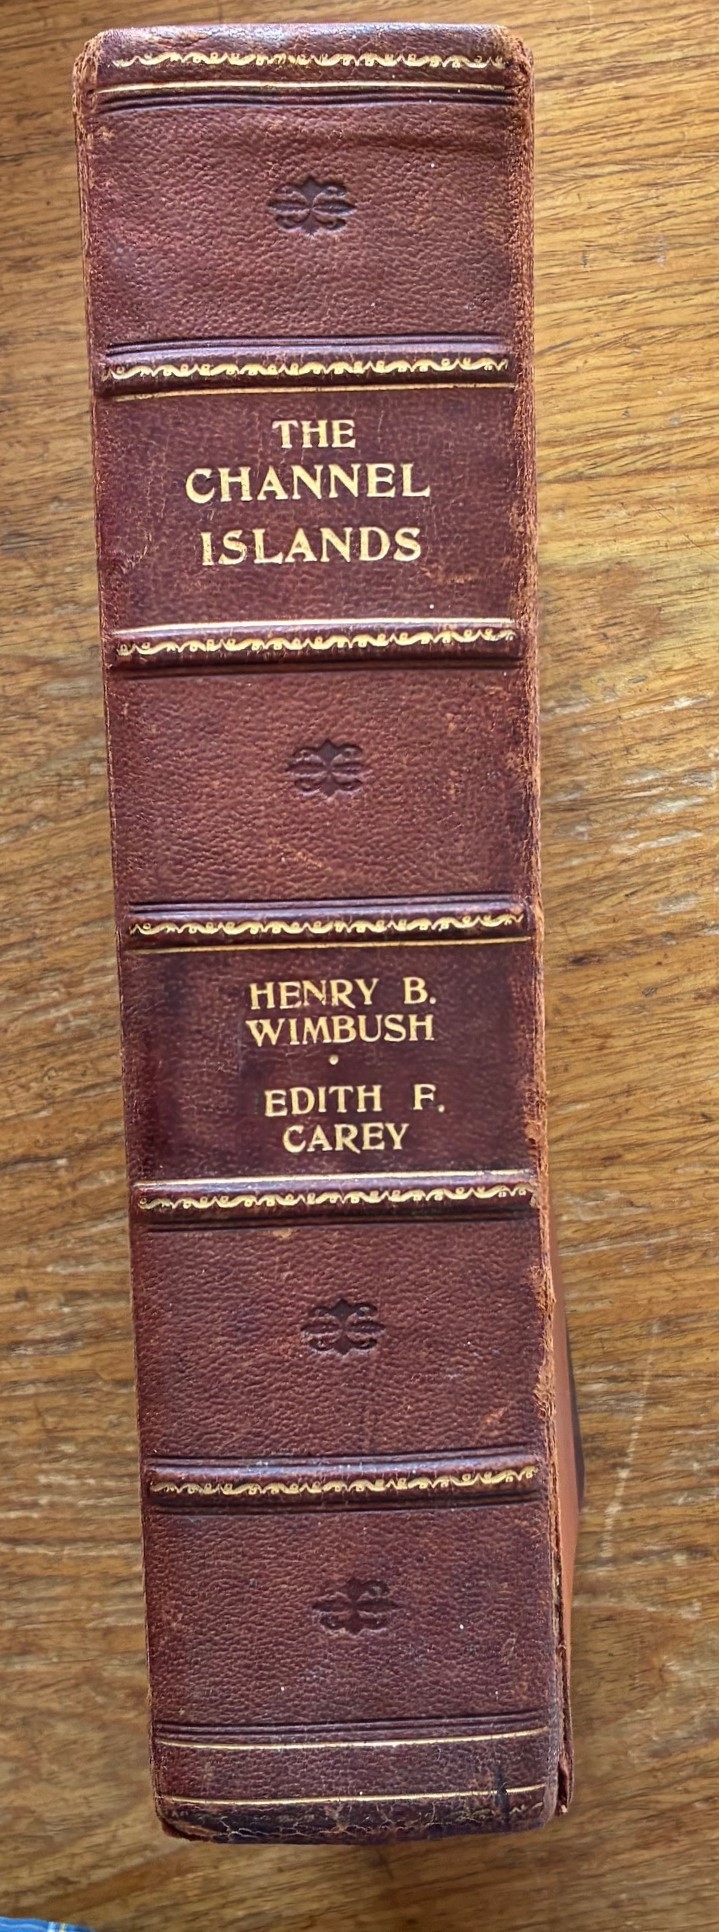 THE
CHANNEL
ISLANDS
HENRY B.
WIMBUSH
·
EDITH F.
CAREY